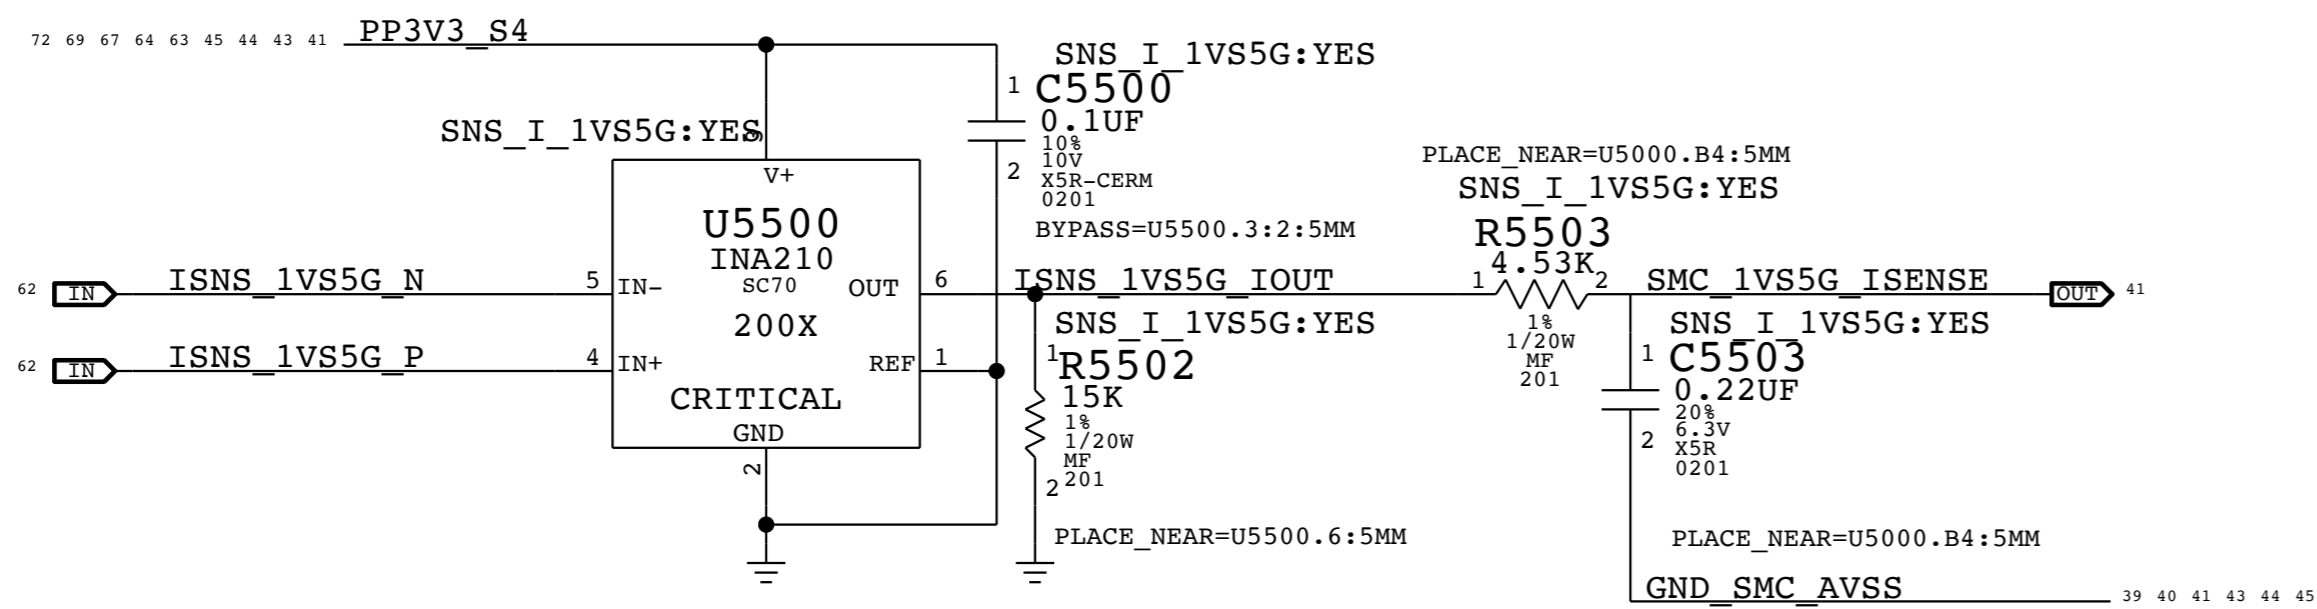 72 69 67 64 63 45 44 43 41 PP3V3_S4
SNS_I_1VS5G:YES
1 C5500
0.1UF
10%
10V
2 X5R-CERM
0201
BYPASS=U5500.3:2:5MM
SNS_I_1VS5G:YES
3
V+
U5500
INA210
SC70
200X
CRITICAL
GND
2
62 IN ISNS_1VS5G_N 5 IN-
62 IN ISNS_1VS5G_P 4 IN+
OUT 6 ISNS_1VS5G_IOUT
REF 1
SNS_I_1VS5G:YES
1 R5502
15K
1%
1/20W
MF
2 201
PLACE_NEAR=U5500.6:5MM
PLACE_NEAR=U5000.B4:5MM
SNS_I_1VS5G:YES
R5503
1 4.53K 2
1%
1/20W
MF
201
SMC_1VS5G_ISENSE OUT 41
SNS_I_1VS5G:YES
1 C5503
0.22UF
20%
6.3V
2 X5R
0201
PLACE_NEAR=U5000.B4:5MM
GND_SMC_AVSS 39 40 41 43 44 45